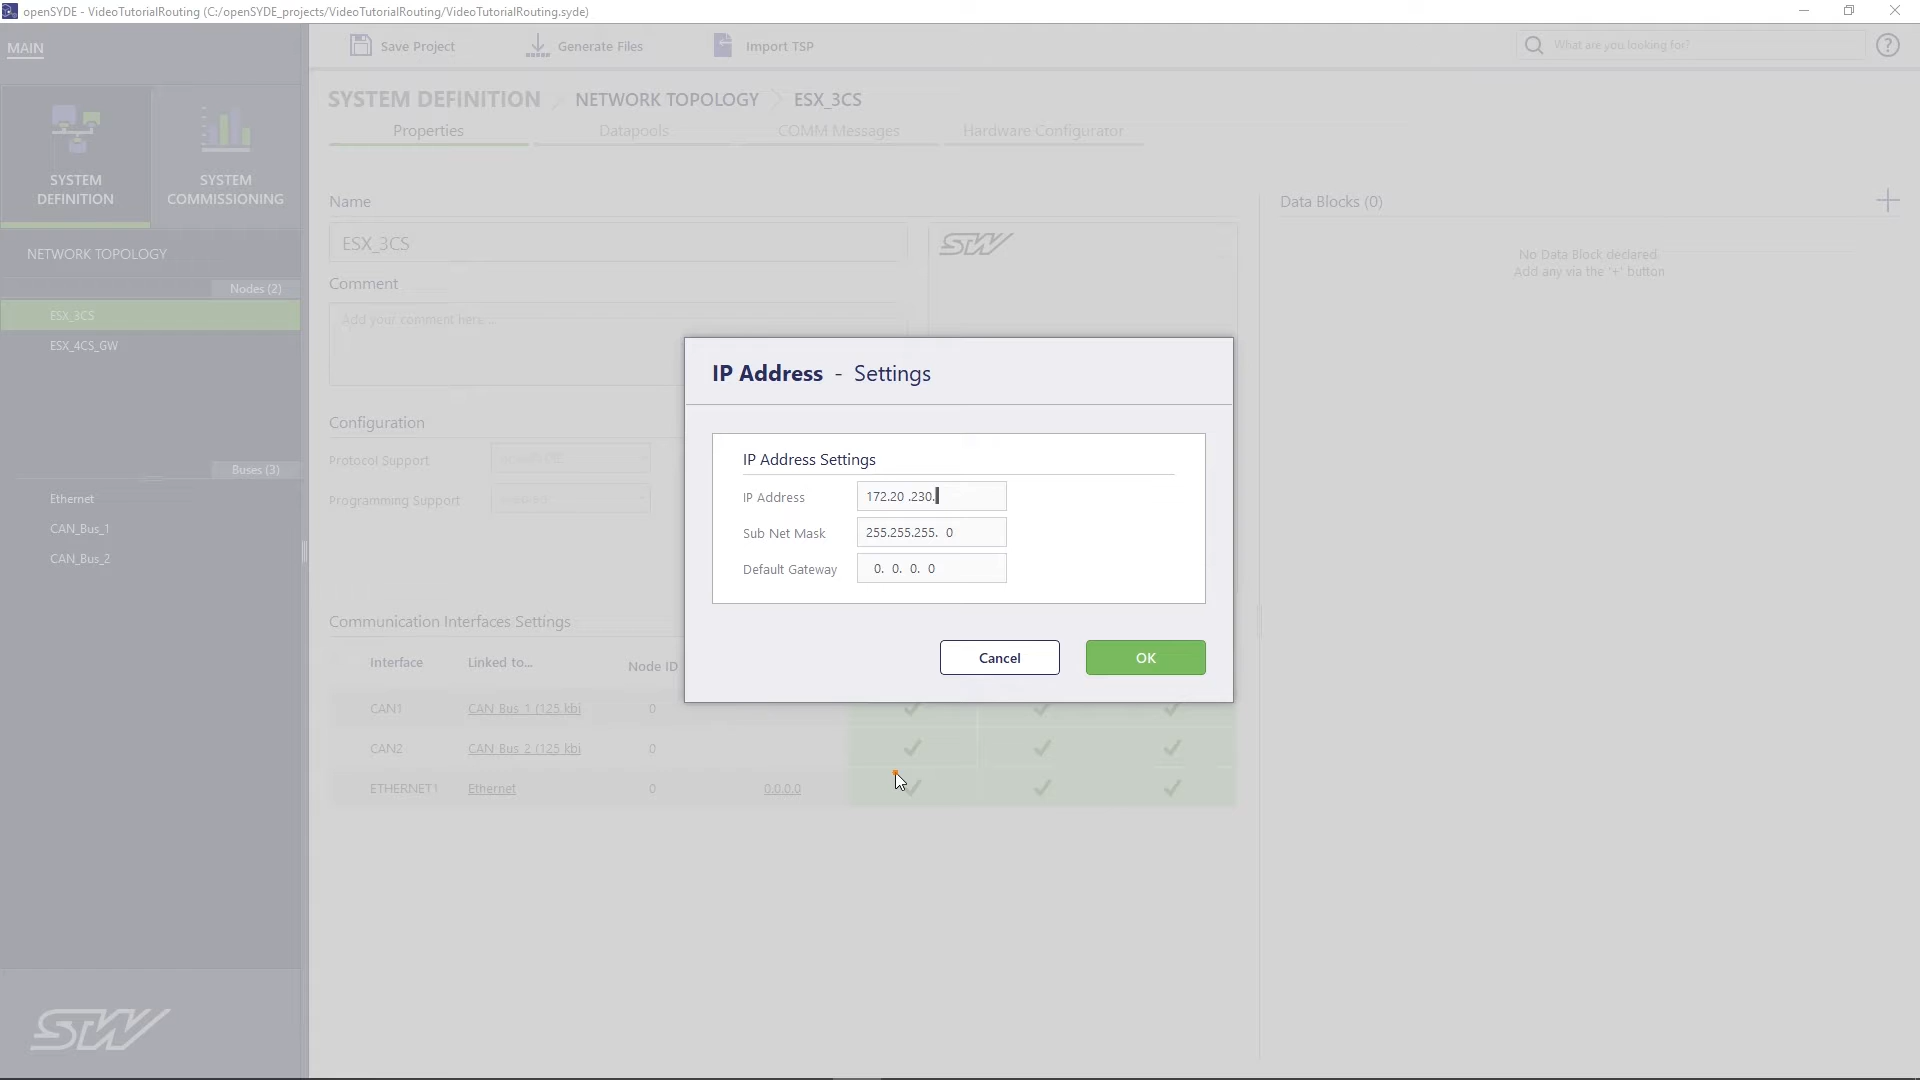 openSYDE - VideoTutorialRouting (C:/openSYDE_projects/VideoTutorialRouting/VideoTutorialRouting.syde)
MAIN
Save Project
Generate Files
Import TSP
What are you looking for?
?
SYSTEM DEFINITION
NETWORK TOPOLOGY
ESX_3CS
Properties
Datapools
COMM Messages
Hardware Configurator
SYSTEM DEFINITION
SYSTEM COMMISSIONING
NETWORK TOPOLOGY
Nodes (2)
ESX_3CS
ESX_4CS_GW
Buses (3)
Ethernet
CAN_Bus_1
CAN_Bus_2
STW
Name
ESX_3CS
STW
Comment
Add your comment here ...
Configuration
Protocol Support
Programming Support
Data Blocks (0)
No Data Block declared.
Add any via the '+' button
IP Address - Settings
IP Address Settings
IP Address 172.20 .230.
Sub Net Mask 255.255.255. 0
Default Gateway 0. 0. 0. 0
Cancel
OK
Communication Interfaces Settings
Interface Linked to... Node ID
CAN1 CAN_Bus_1 (125 kbi 0
CAN2 CAN_Bus_2 (125 kbi 0
ETHERNET1 Ethernet 0 0.0.0.0